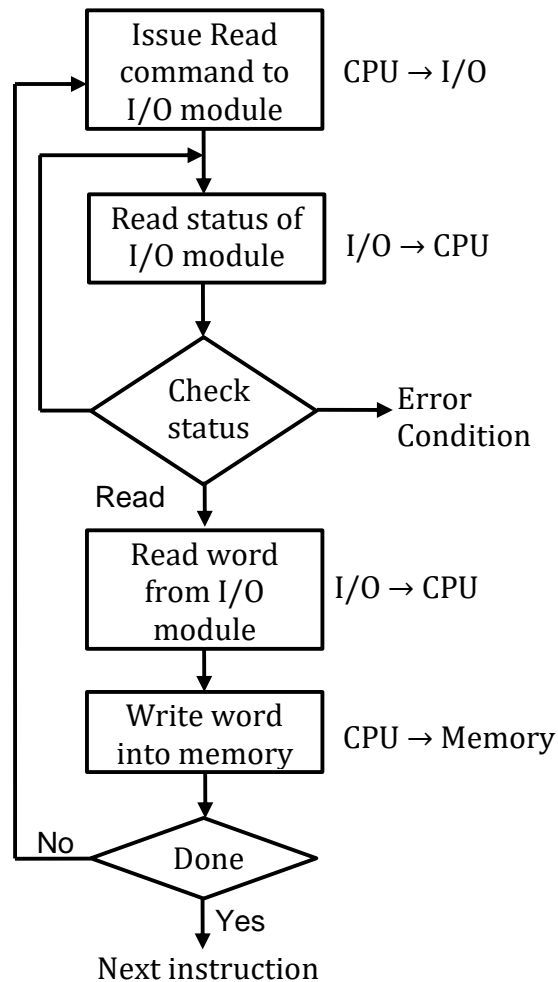 Issue Read
command to
I/O module
CPU → I/O
Read status of
I/O module
I/O → CPU
Check
status
Error
Condition
Read
Read word
from I/O
module
I/O → CPU
Write word
into memory
CPU → Memory
No
Done
Yes
Next instruction